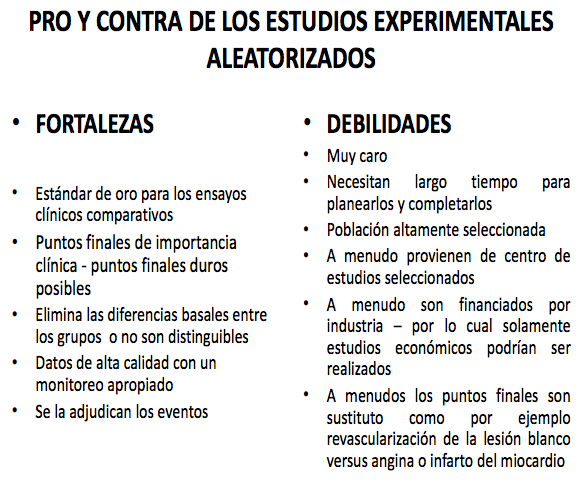 PRO Y CONTRA DE LOS ESTUDIOS EXPERIMENTALES
ALEATORIZADOS
• FORTALEZAS
• Estándar de oro para los ensayos
clínicos comparativos
• Puntos finales de importancia
clínica - puntos finales duros
posibles
• Elimina las diferencias basales entre
los grupos o no son distinguibles
• Datos de alta calidad con un
monitoreo apropiado
• Se la adjudican los eventos
• DEBILIDADES
• Muy caro
• Necesitan largo tiempo para
planearlos y completarlos
• Población altamente seleccionada
• A menudo provienen de centro de
estudios seleccionados
• A menudo son financiados por
industria – por lo cual solamente
estudios económicos podrían ser
realizados
• A menudos los puntos finales son
sustituto como por ejemplo
revascularización de la lesión blanco
versus angina o infarto del miocardio